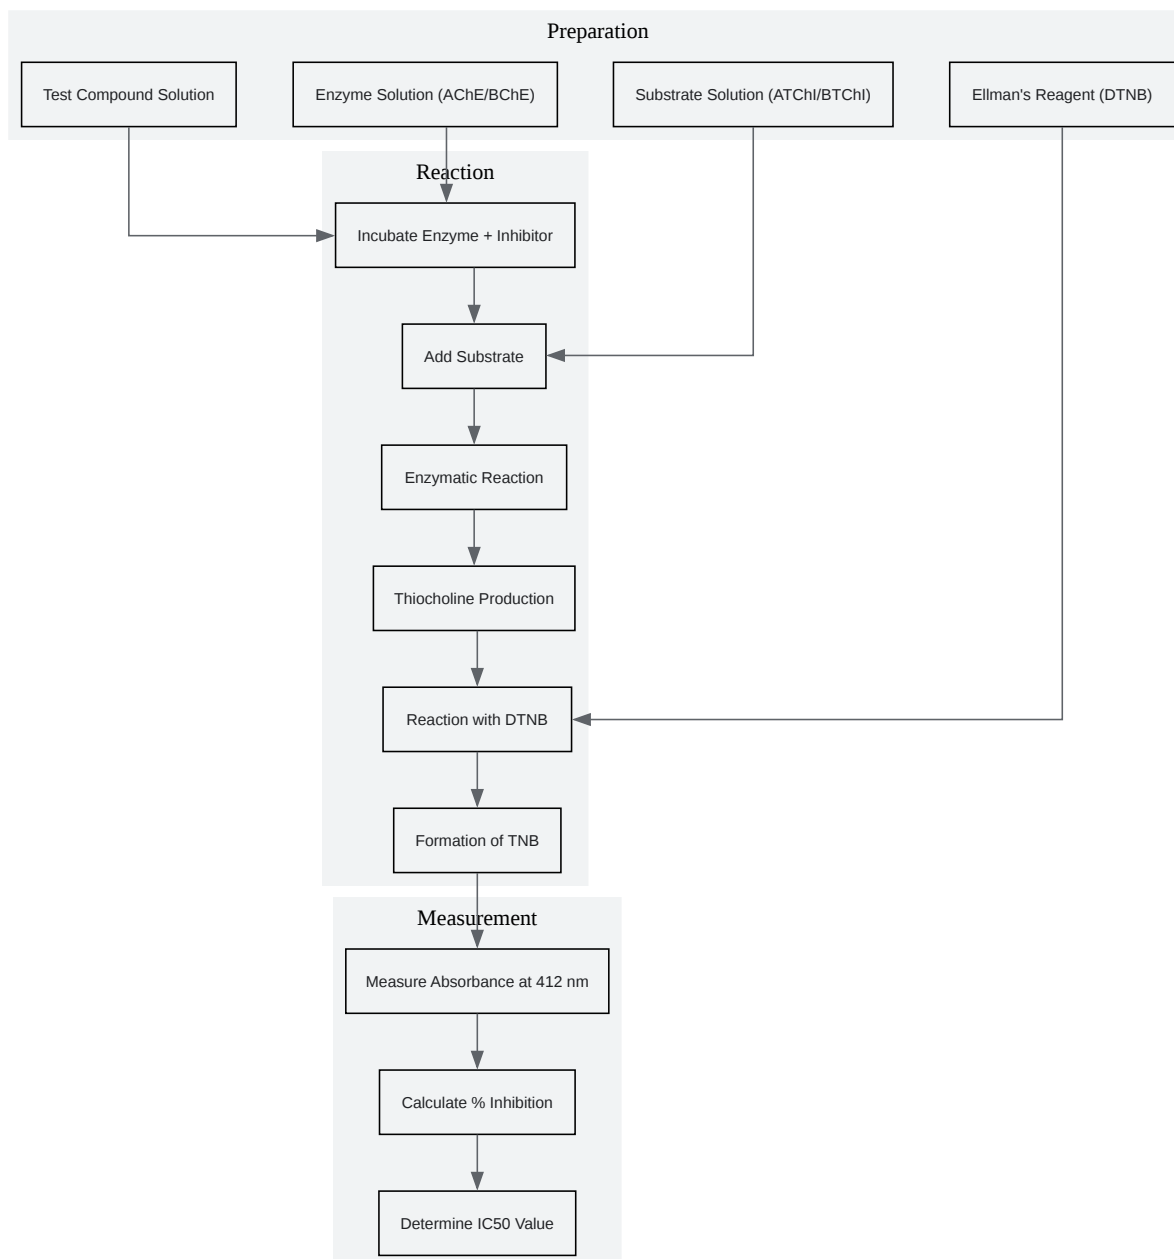 Preparation
Test Compound Solution
Enzyme Solution (AChE/BChE)
Substrate Solution (ATChI/BTChI)
Ellman's Reagent (DTNB)
Reaction
Incubate Enzyme + Inhibitor
Add Substrate
Enzymatic Reaction
Thiocholine Production
Reaction with DTNB
Formation of TNB
Measurement
Measure Absorbance at 412 nm
Calculate % Inhibition
Determine IC50 Value